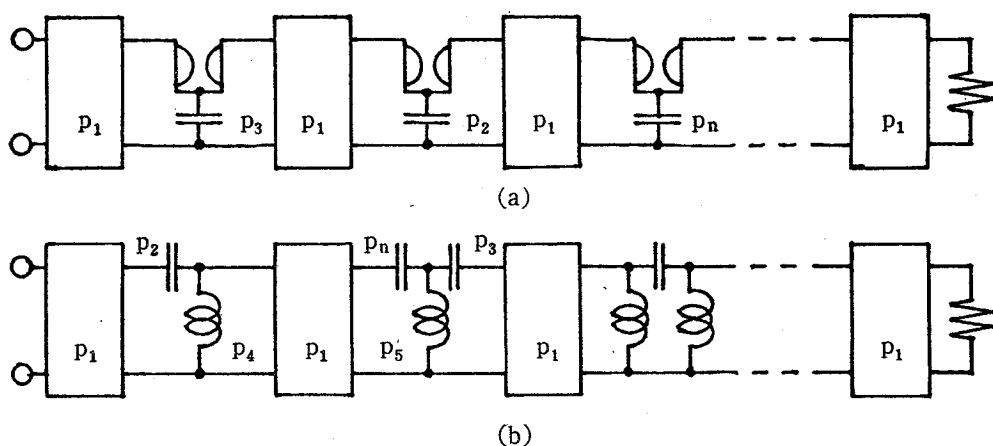 p₁ p₃ p₁ p₂ p₁ pₙ p₁
(a)
p₂ pₙ p₃
p₁ p₄ p₁ p₅ p₁ p₁
(b)